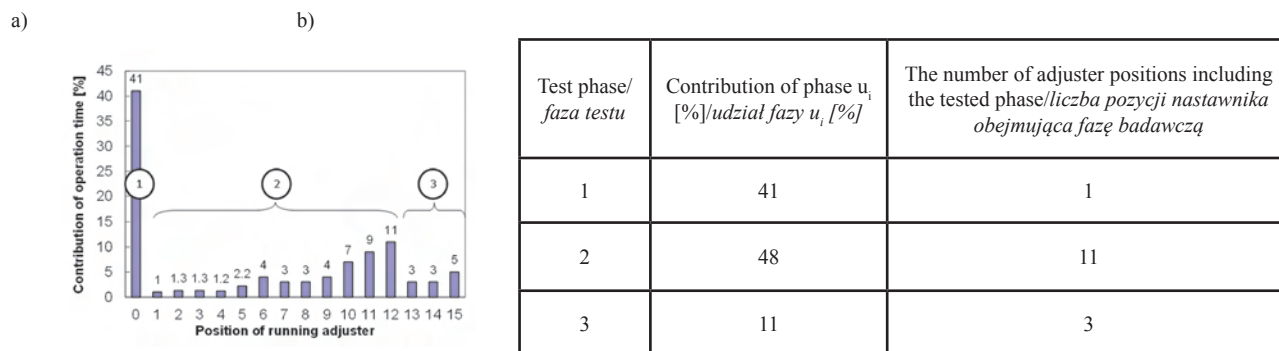 a)
b)
Contribution of operation time [%]
45
40
35
30
25
20
15
10
5
0
41
1
1.3
1.3
1.2
2.2
4
3
3
4
7
9
11
3
3
5
1
2
3
0 1 2 3 4 5 6 7 8 9 10 11 12 13 14 15
Position of running adjuster
Test phase/
faza testu
Contribution of phase ui
[%]/udział fazy ui [%]
The number of adjuster positions including
the tested phase/liczba pozycji nastawnika
obejmująca fazę badawczą
1 41 1
2 48 11
3 11 3